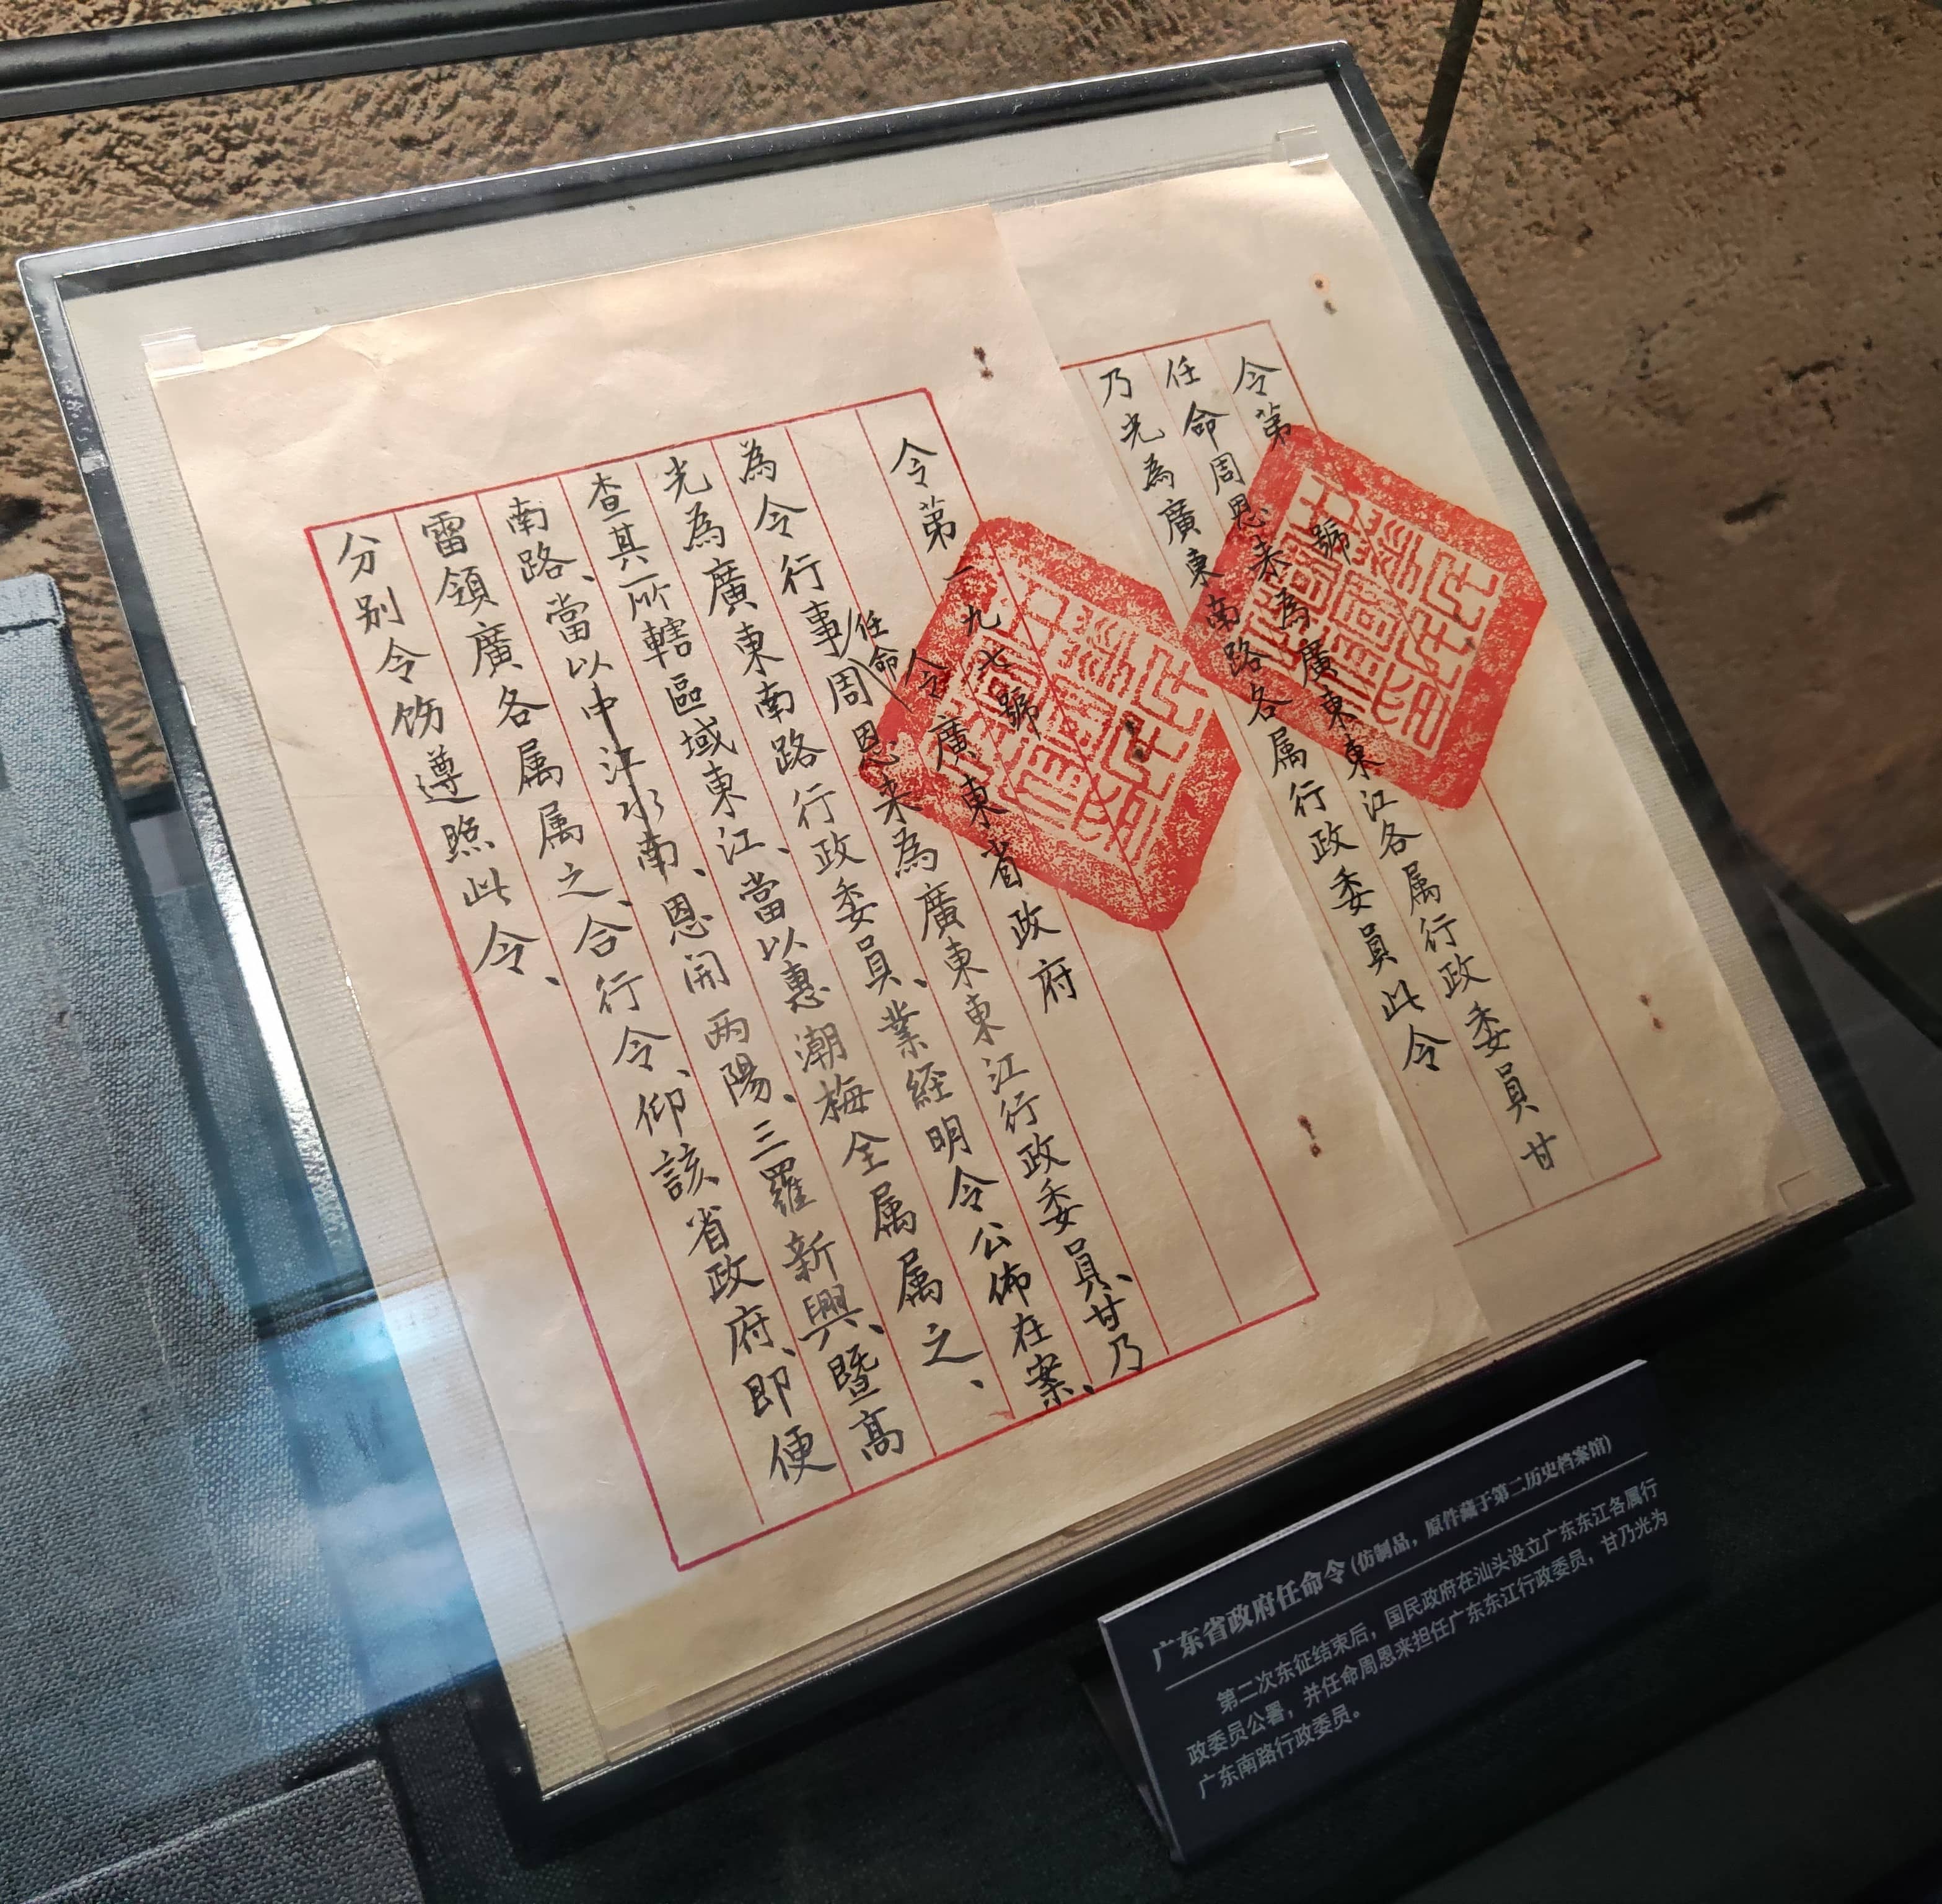 令第 號
任命周恩来為廣東東江各属行政委員甘
乃光為廣東南路各属行政委員此令
令第一九七號
令廣東省政府
為令行事任命周恩来為廣東東江行政委員、甘乃
光為廣東南路行政委員、業経明令公佈在案、
查其所轄區域東江、當以惠潮梅全属属之、
南路、當以中江水南、恩開两陽、三羅新興、暨高
雷領廣各属属之、合行令、仰該省政府、即便
分别令饬遵照此令、
广东省政府任命令(仿制品，原件藏于第二历史档案馆)
第二次东征结束后，国民政府在汕头设立广东东江各属行
政委员公署，并任命周恩来担任广东东江行政委员，甘乃光为
广东南路行政委员。